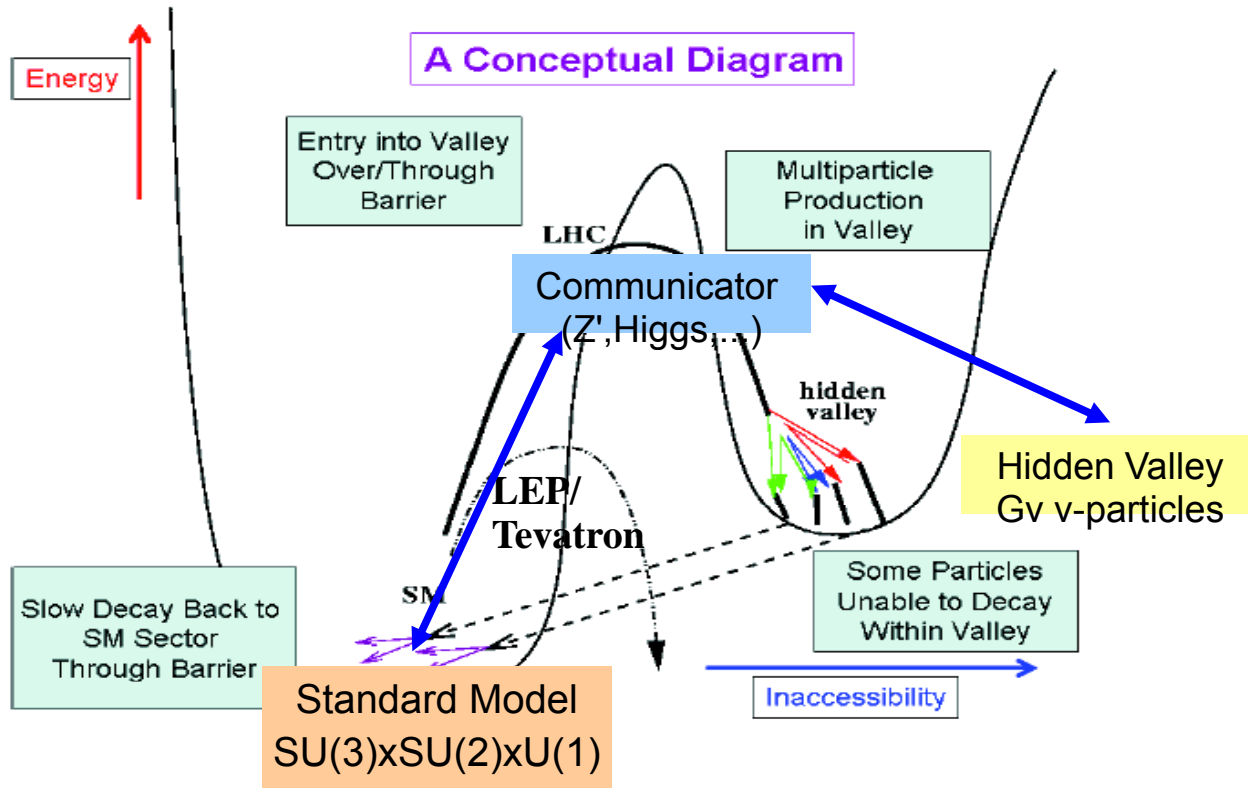 A Conceptual Diagram
Energy
Entry into Valley
Over/Through
Barrier
Multiparticle
Production
in Valley
LHC
Communicator
(Z',Higgs,...)
hidden
valley
Hidden Valley
Gv v-particles
LEP/
Tevatron
SM
Some Particles
Unable to Decay
Within Valley
Slow Decay Back to
SM Sector
Through Barrier
Inaccessibility
Standard Model
SU(3)xSU(2)xU(1)